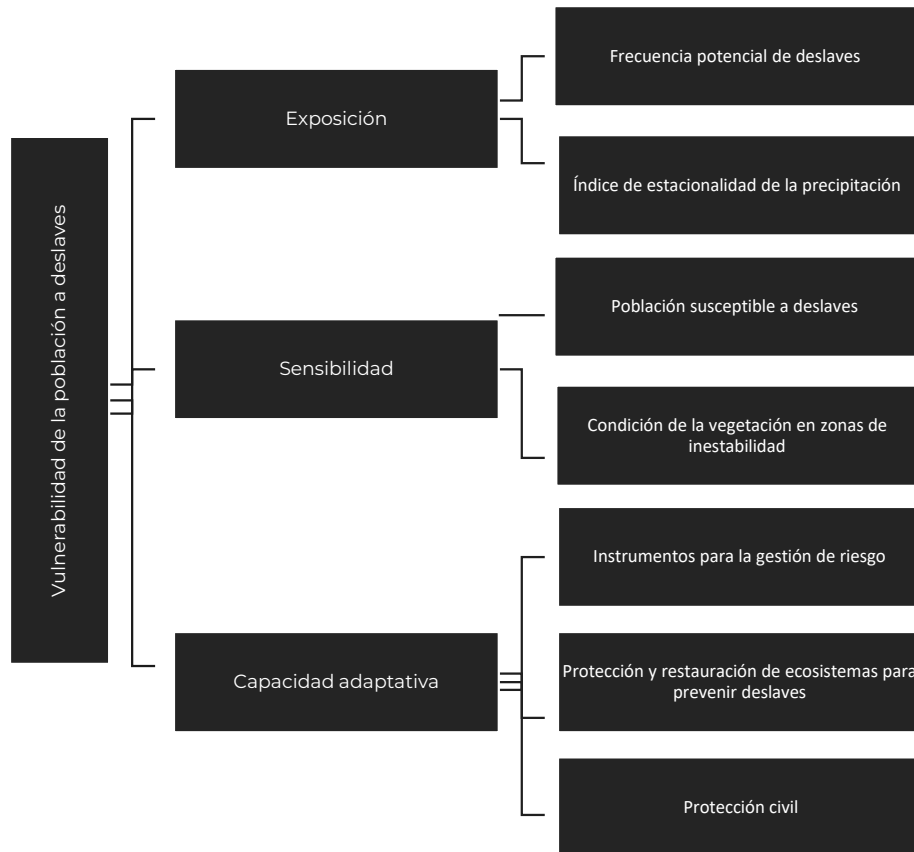 Vulnerabilidad de la población a deslaves
Exposición
Frecuencia potencial de deslaves
Índice de estacionalidad de la precipitación
Sensibilidad
Población susceptible a deslaves
Condición de la vegetación en zonas de
inestabilidad
Capacidad adaptativa
Instrumentos para la gestión de riesgo
Protección y restauración de ecosistemas para
prevenir deslaves
Protección civil